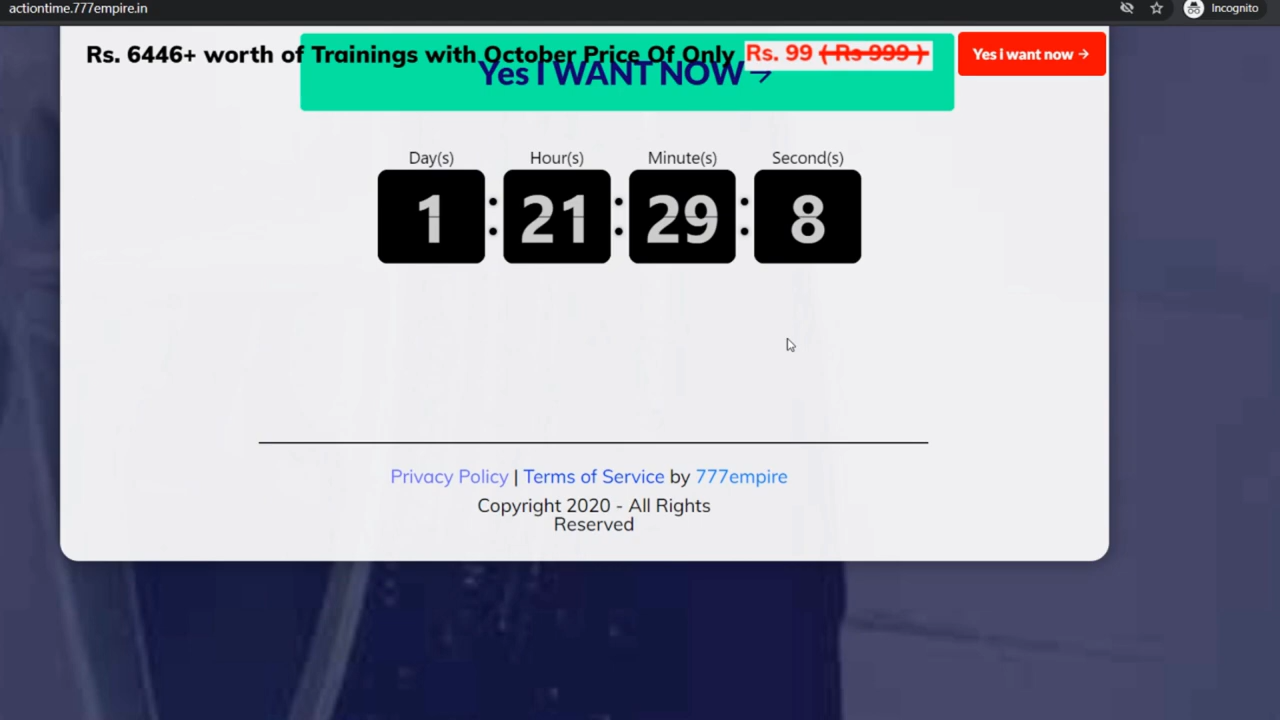 actiontime.777empire.in
Incognito
Rs. 6446+ worth of Trainings with October Price Of Only Rs. 99 ( Rs 999 )
Yes i want now →
Yes I WANT NOW →
Day(s) Hour(s) Minute(s) Second(s)
1 : 21 : 29 : 8
Privacy Policy | Terms of Service by 777empire
Copyright 2020 - All Rights
Reserved